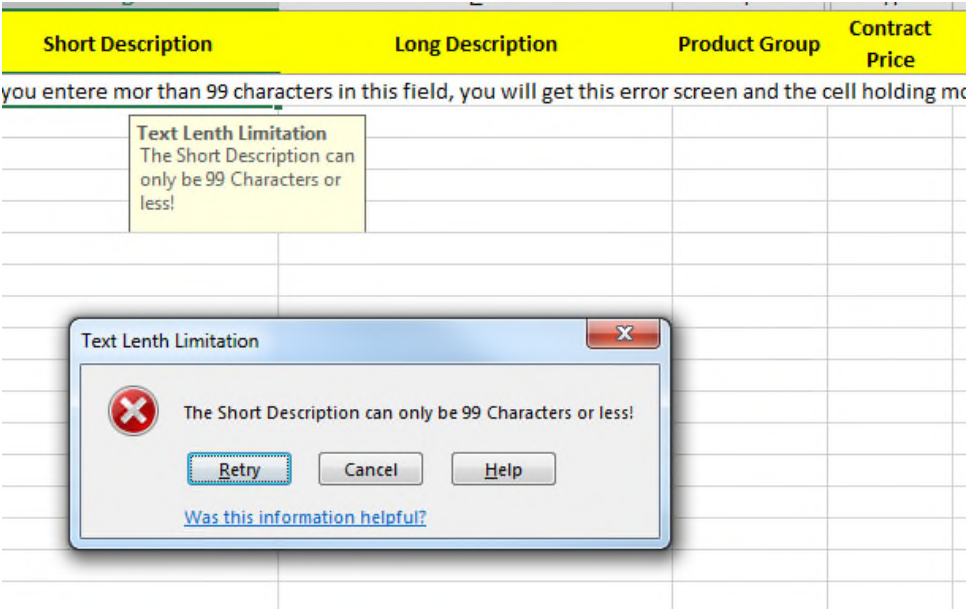 Short Description Long Description Product Group Contract Price
you entere mor than 99 characters in this field, you will get this error screen and the cell holding mo
Text Lenth Limitation
The Short Description can
only be 99 Characters or
less!
Text Lenth Limitation
The Short Description can only be 99 Characters or less!
Retry Cancel Help
Was this information helpful?